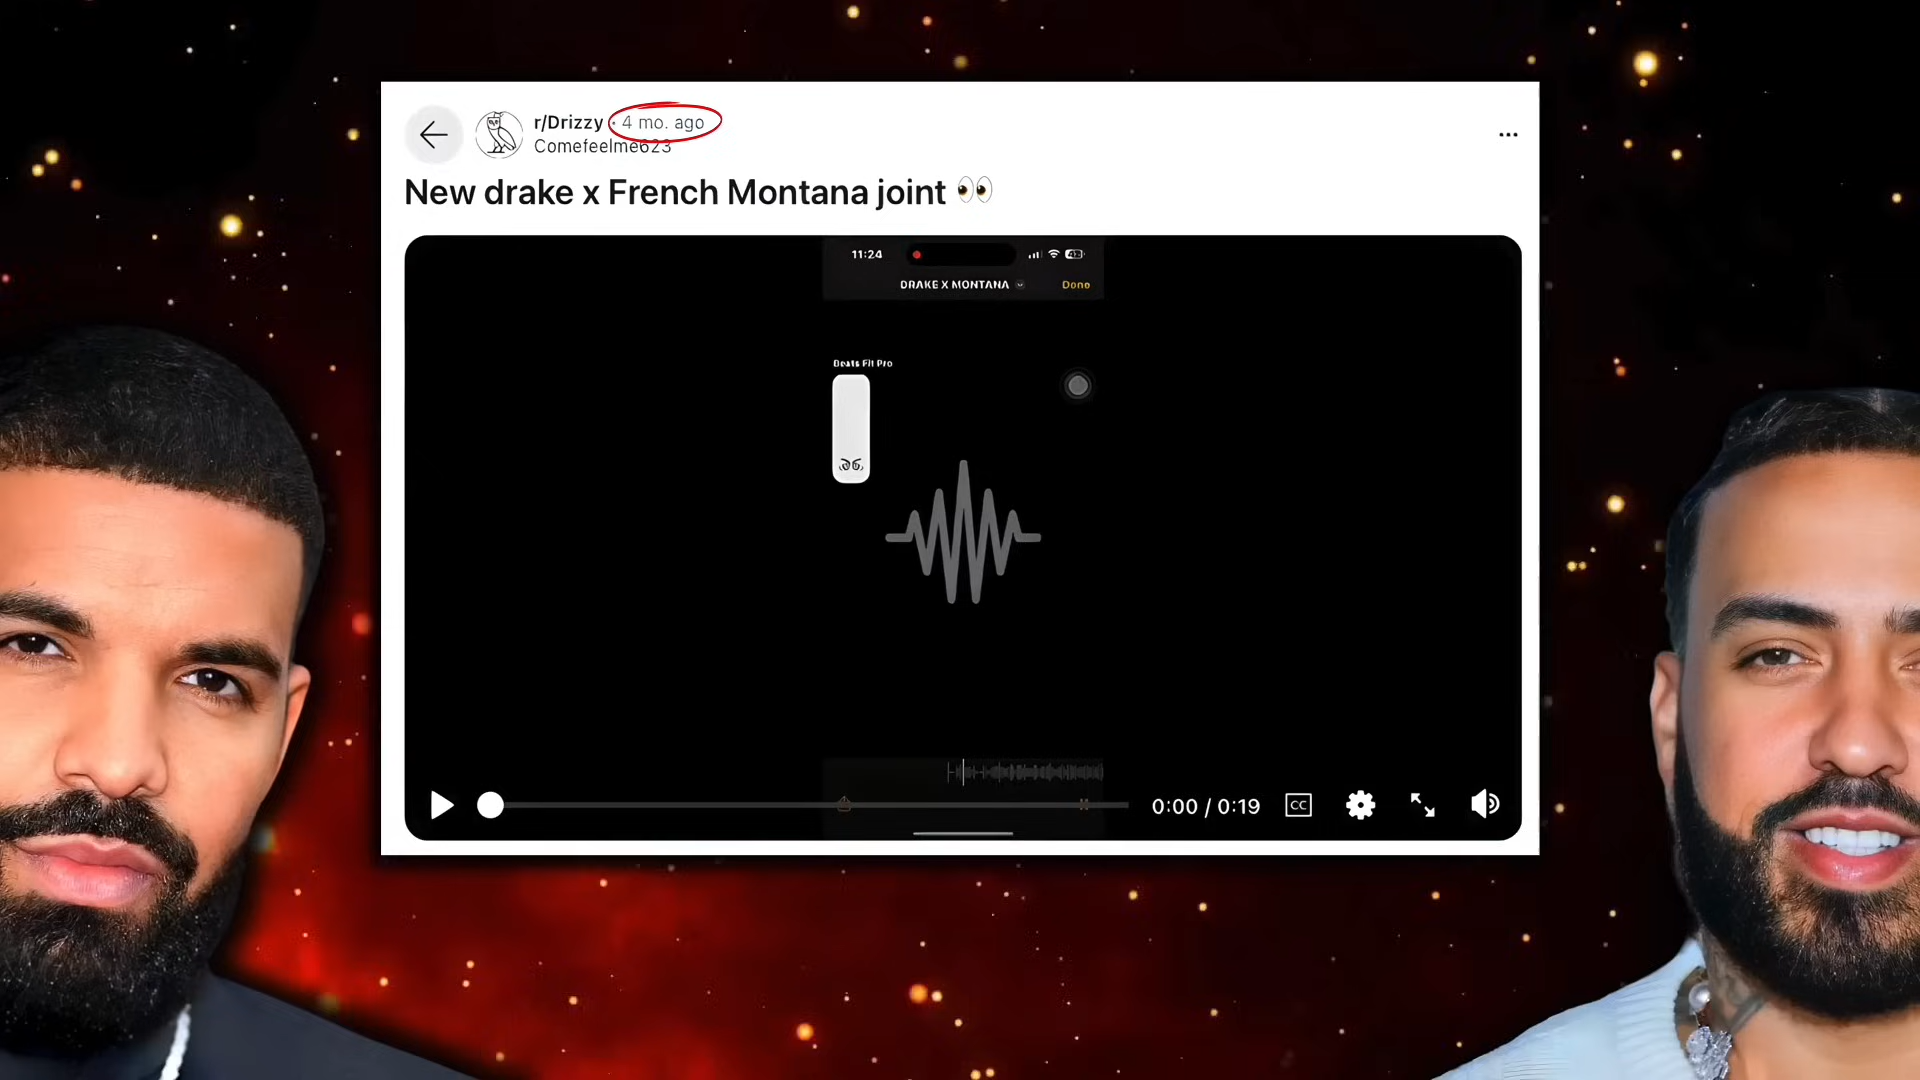 r/Drizzy · 4 mo. ago
Comefeelme623
New drake x French Montana joint 👀
11:24
DRAKE X MONTANA
Done
Beats Fit Pro
0:00 / 0:19
CC